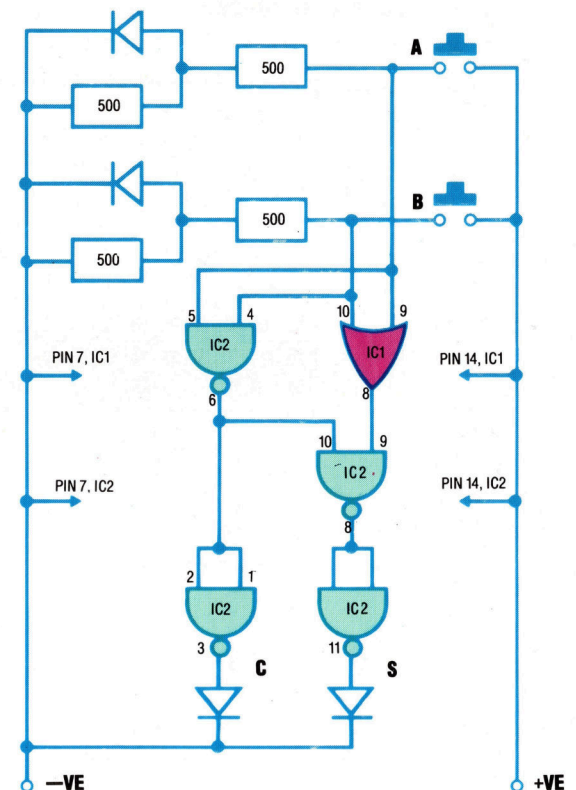 A
500
500
B
500
500
5 4 10 9
IC2 IC1
PIN 7, IC1 PIN 14, IC1
6 8
10 9
IC2
PIN 7, IC2 PIN 14, IC2
8
2 1
IC2 IC2
3 C 11 S
—VE +VE